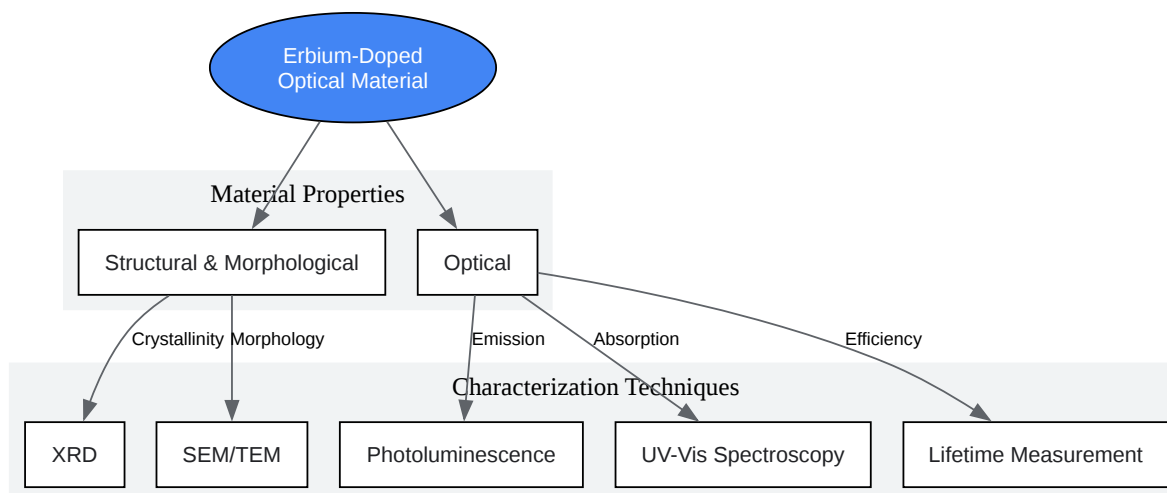 Erbium-Doped
Optical Material
Material Properties
Structural & Morphological
Optical
Crystallinity
Morphology
Emission
Absorption
Efficiency
Characterization Techniques
XRD
SEM/TEM
Photoluminescence
UV-Vis Spectroscopy
Lifetime Measurement